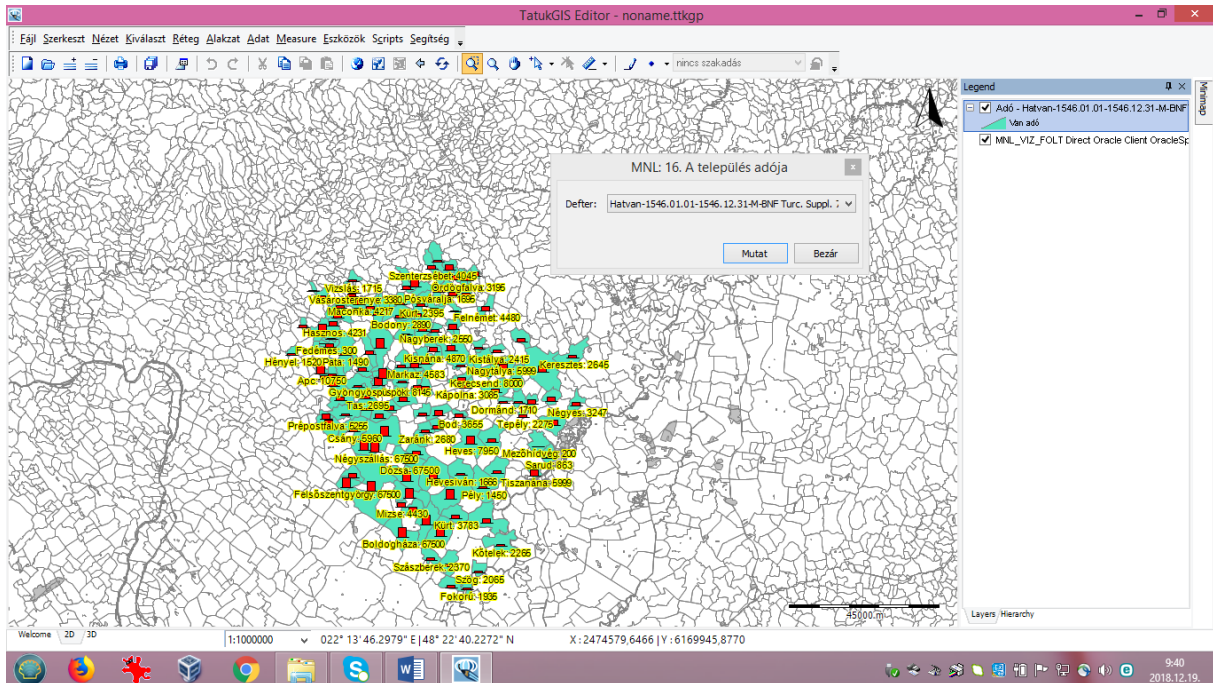 TatukGIS Editor - noname.ttkgp
Fájl Szerkeszt Nézet Kiválaszt Réteg Alakzat Adat Measure Eszközök Scripts Segítség
nincs szakadás
Legend
Adó - Hatvan-1546.01.01-1546.12.31-M-BNF
Van adó
MNL_VIZ_FOLT Direct Oracle Client OracleSp
Minimap
MNL: 16. A település adója
Defter: Hatvan-1546.01.01-1546.12.31-M-BNF Turc. Suppl. 7
Mutat Bezár
Szenterzsébet: 4045
Vizslás: 1715 Ördögfalva: 3195
Vásárosterenye: 3380 Pósváralja: 1695
Maconka: 4217 Kürt: 2395
Felnémet: 4480
Bodony: 2890
Hasznos: 4231
Nagyberek: 2550
Fedémes: 300
Hényel: 1520 Pata: 1490 Kisnána: 4870 Kistálya: 2415
Keresztes: 2645
Markaz: 4583 Nagytálya: 5999
Apc: 10750 Kerecsend: 8000
Gyöngyöspüspöki: 8145 Kápolna: 3085
Tas: 2695
Dormánd: 1710 Négyes: 3247
Prépostfalva: 5255 Bod: 3655 Tepély: 2275
Csány: 5960 Zaránk: 2680
Heves: 7950 Mezőhídvég: 200
Négyszállás: 67500
Sarud: 863
Dózsa: 67500
Hevesiván: 1666 Tiszanána: 5999
Felsőszentgyörgy: 67500 Pély: 1450
Mizse: 4430
Kürt: 3783
Boldogháza: 67500
Kőtelek: 2265
Szászberek: 2370
Szög: 2065
Fokorú: 1935
45000 m
Layers Hierarchy
Welcome 2D 3D
1:1000000 022° 13' 46.2979" E | 48° 22' 40.2272" N X : 2474579,6466 | Y : 6169945,8770
9:40
2018.12.19.